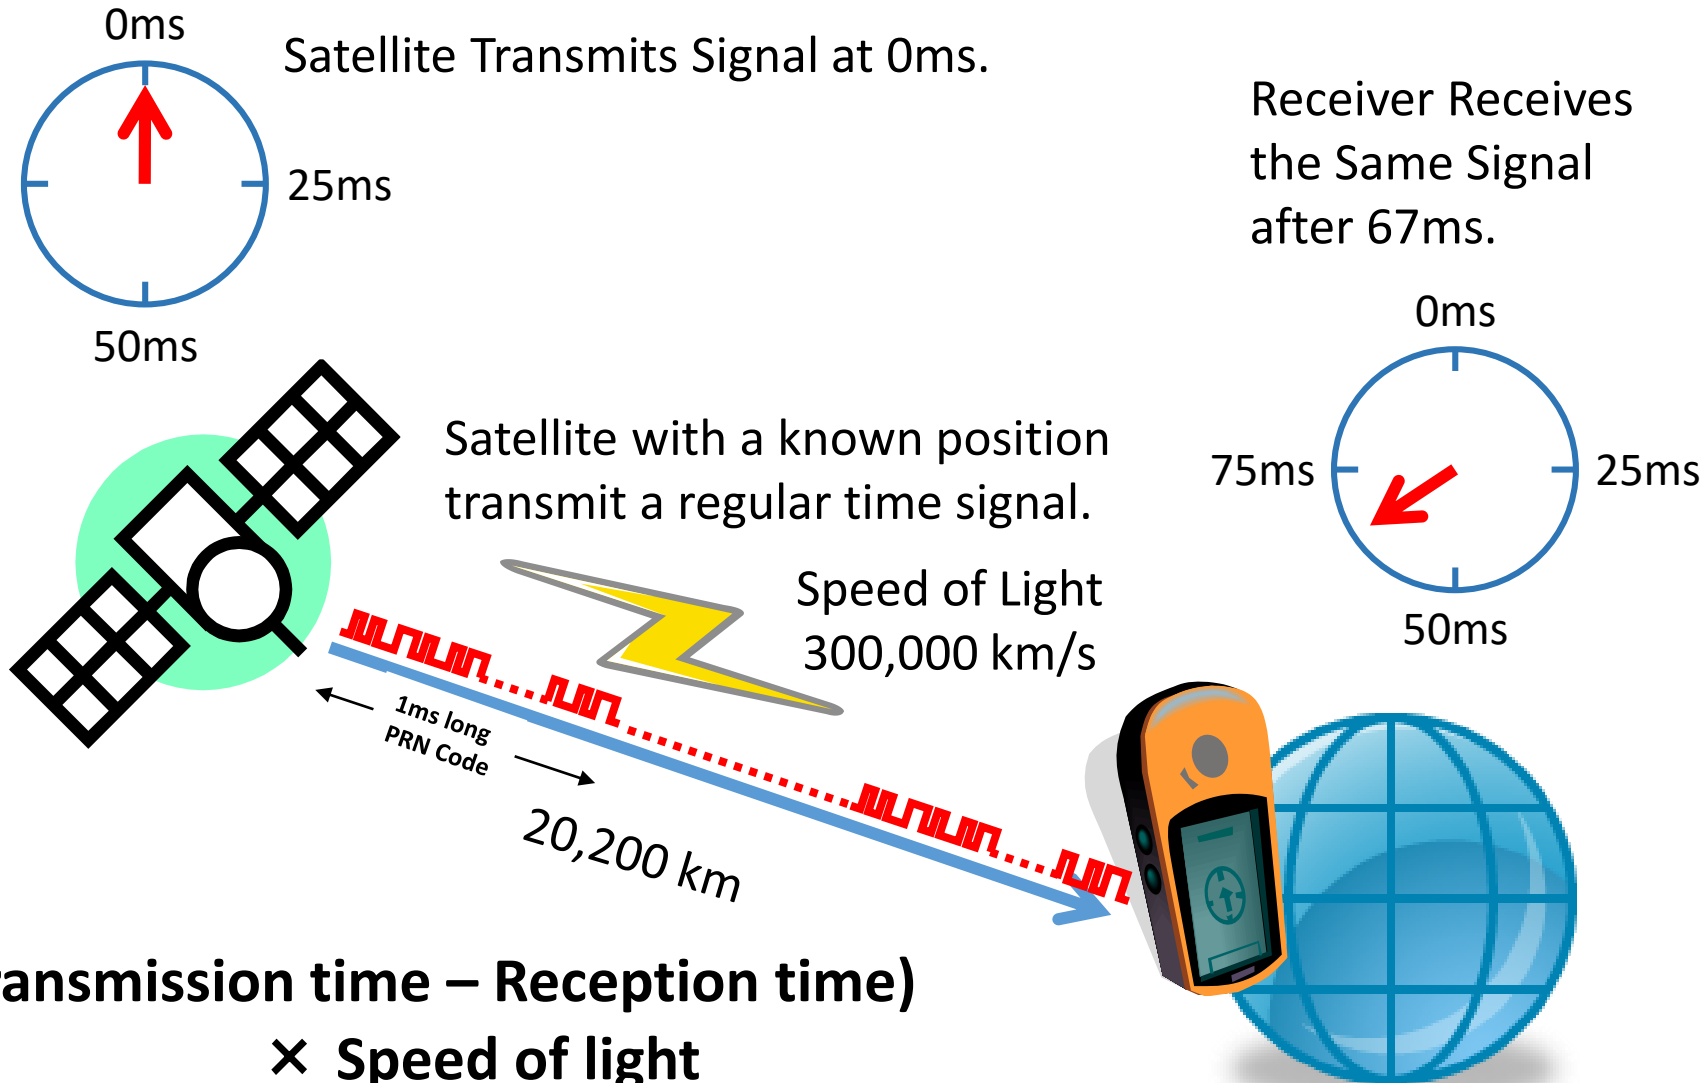 0ms
Satellite Transmits Signal at 0ms.
25ms
50ms
Receiver Receives
the Same Signal
after 67ms.
0ms
75ms
25ms
50ms
Satellite with a known position
transmit a regular time signal.
Speed of Light
300,000 km/s
1ms long
PRN Code
20,200 km
ansmission time – Reception time)
× Speed of light